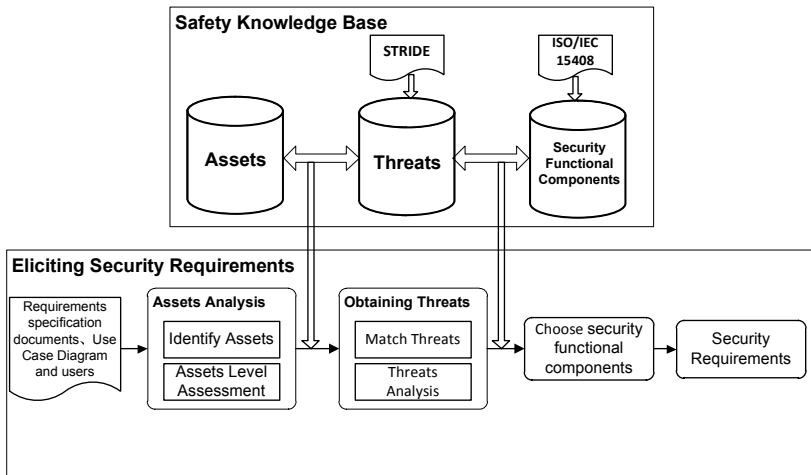 Safety Knowledge Base
STRIDE
ISO/IEC
15408
Assets
Threats
Security
Functional
Components
Eliciting Security Requirements
Requirements
specification
documents、Use
Case Diagram
and users
Assets Analysis
Identify Assets
Assets Level
Assessment
Obtaining Threats
Match Threats
Threats
Analysis
Choose security
functional
components
Security
Requirements